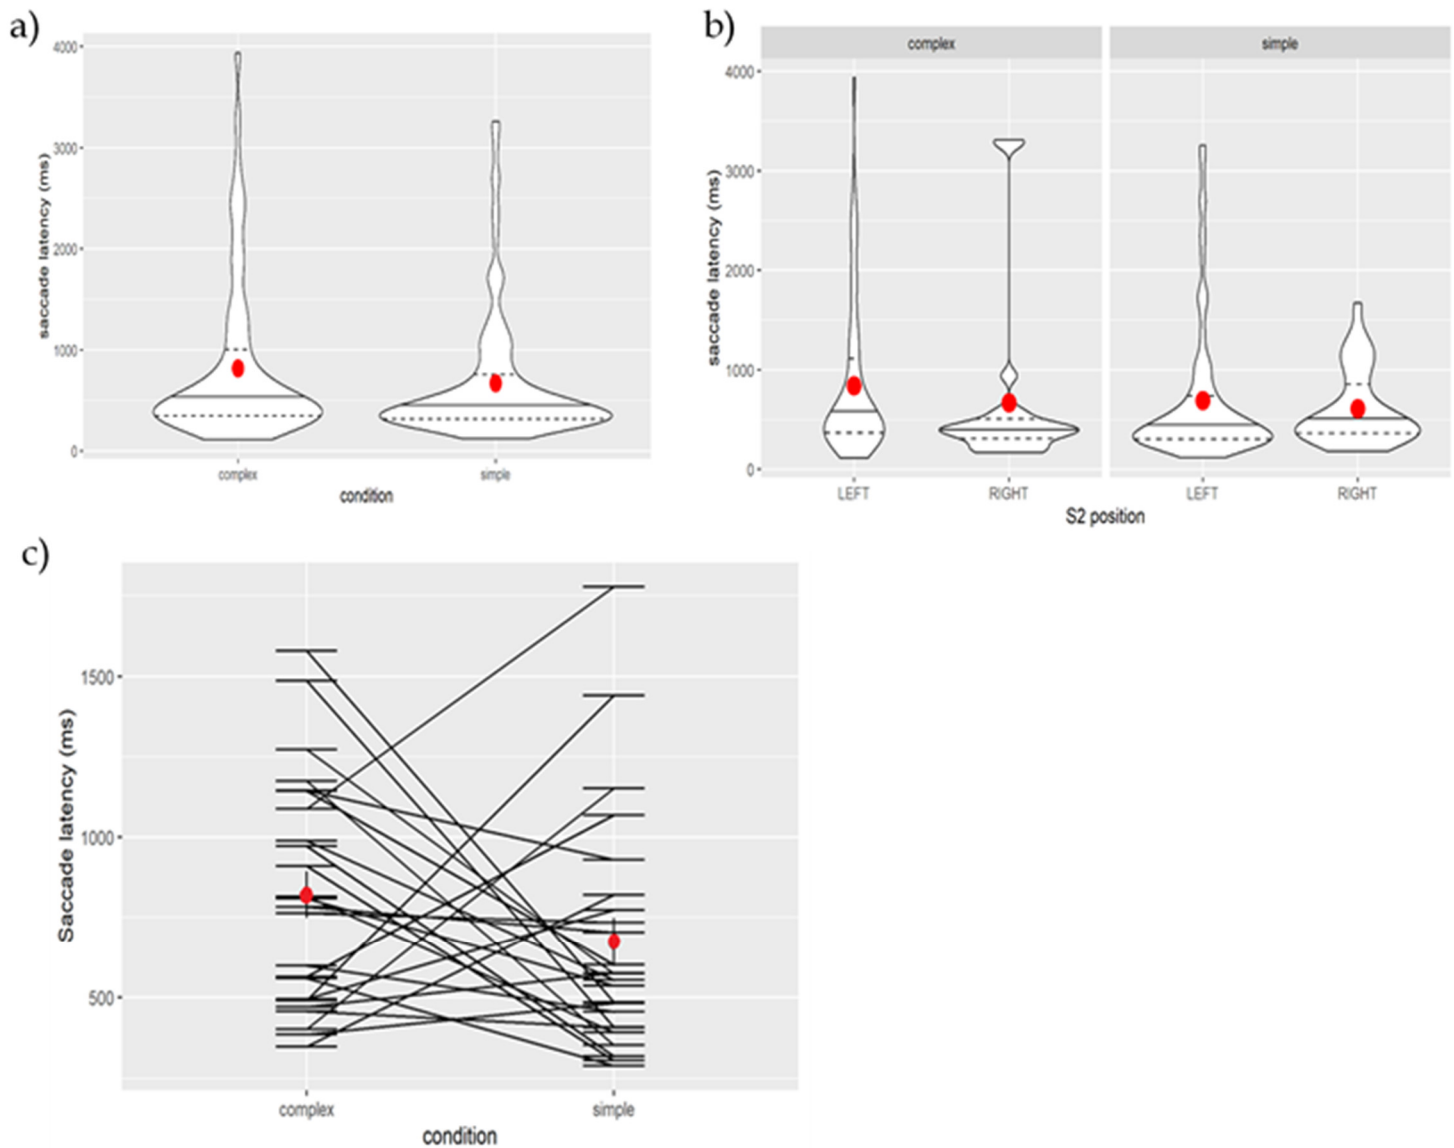 a)
saccade latency (ms)
4000
3000
2000
1000
0
complex simple
condition
b)
complex simple
saccade latency (ms)
4000
3000
2000
1000
0
LEFT RIGHT LEFT RIGHT
S2 position
c)
Saccade latency (ms)
1500
1000
500
complex simple
condition